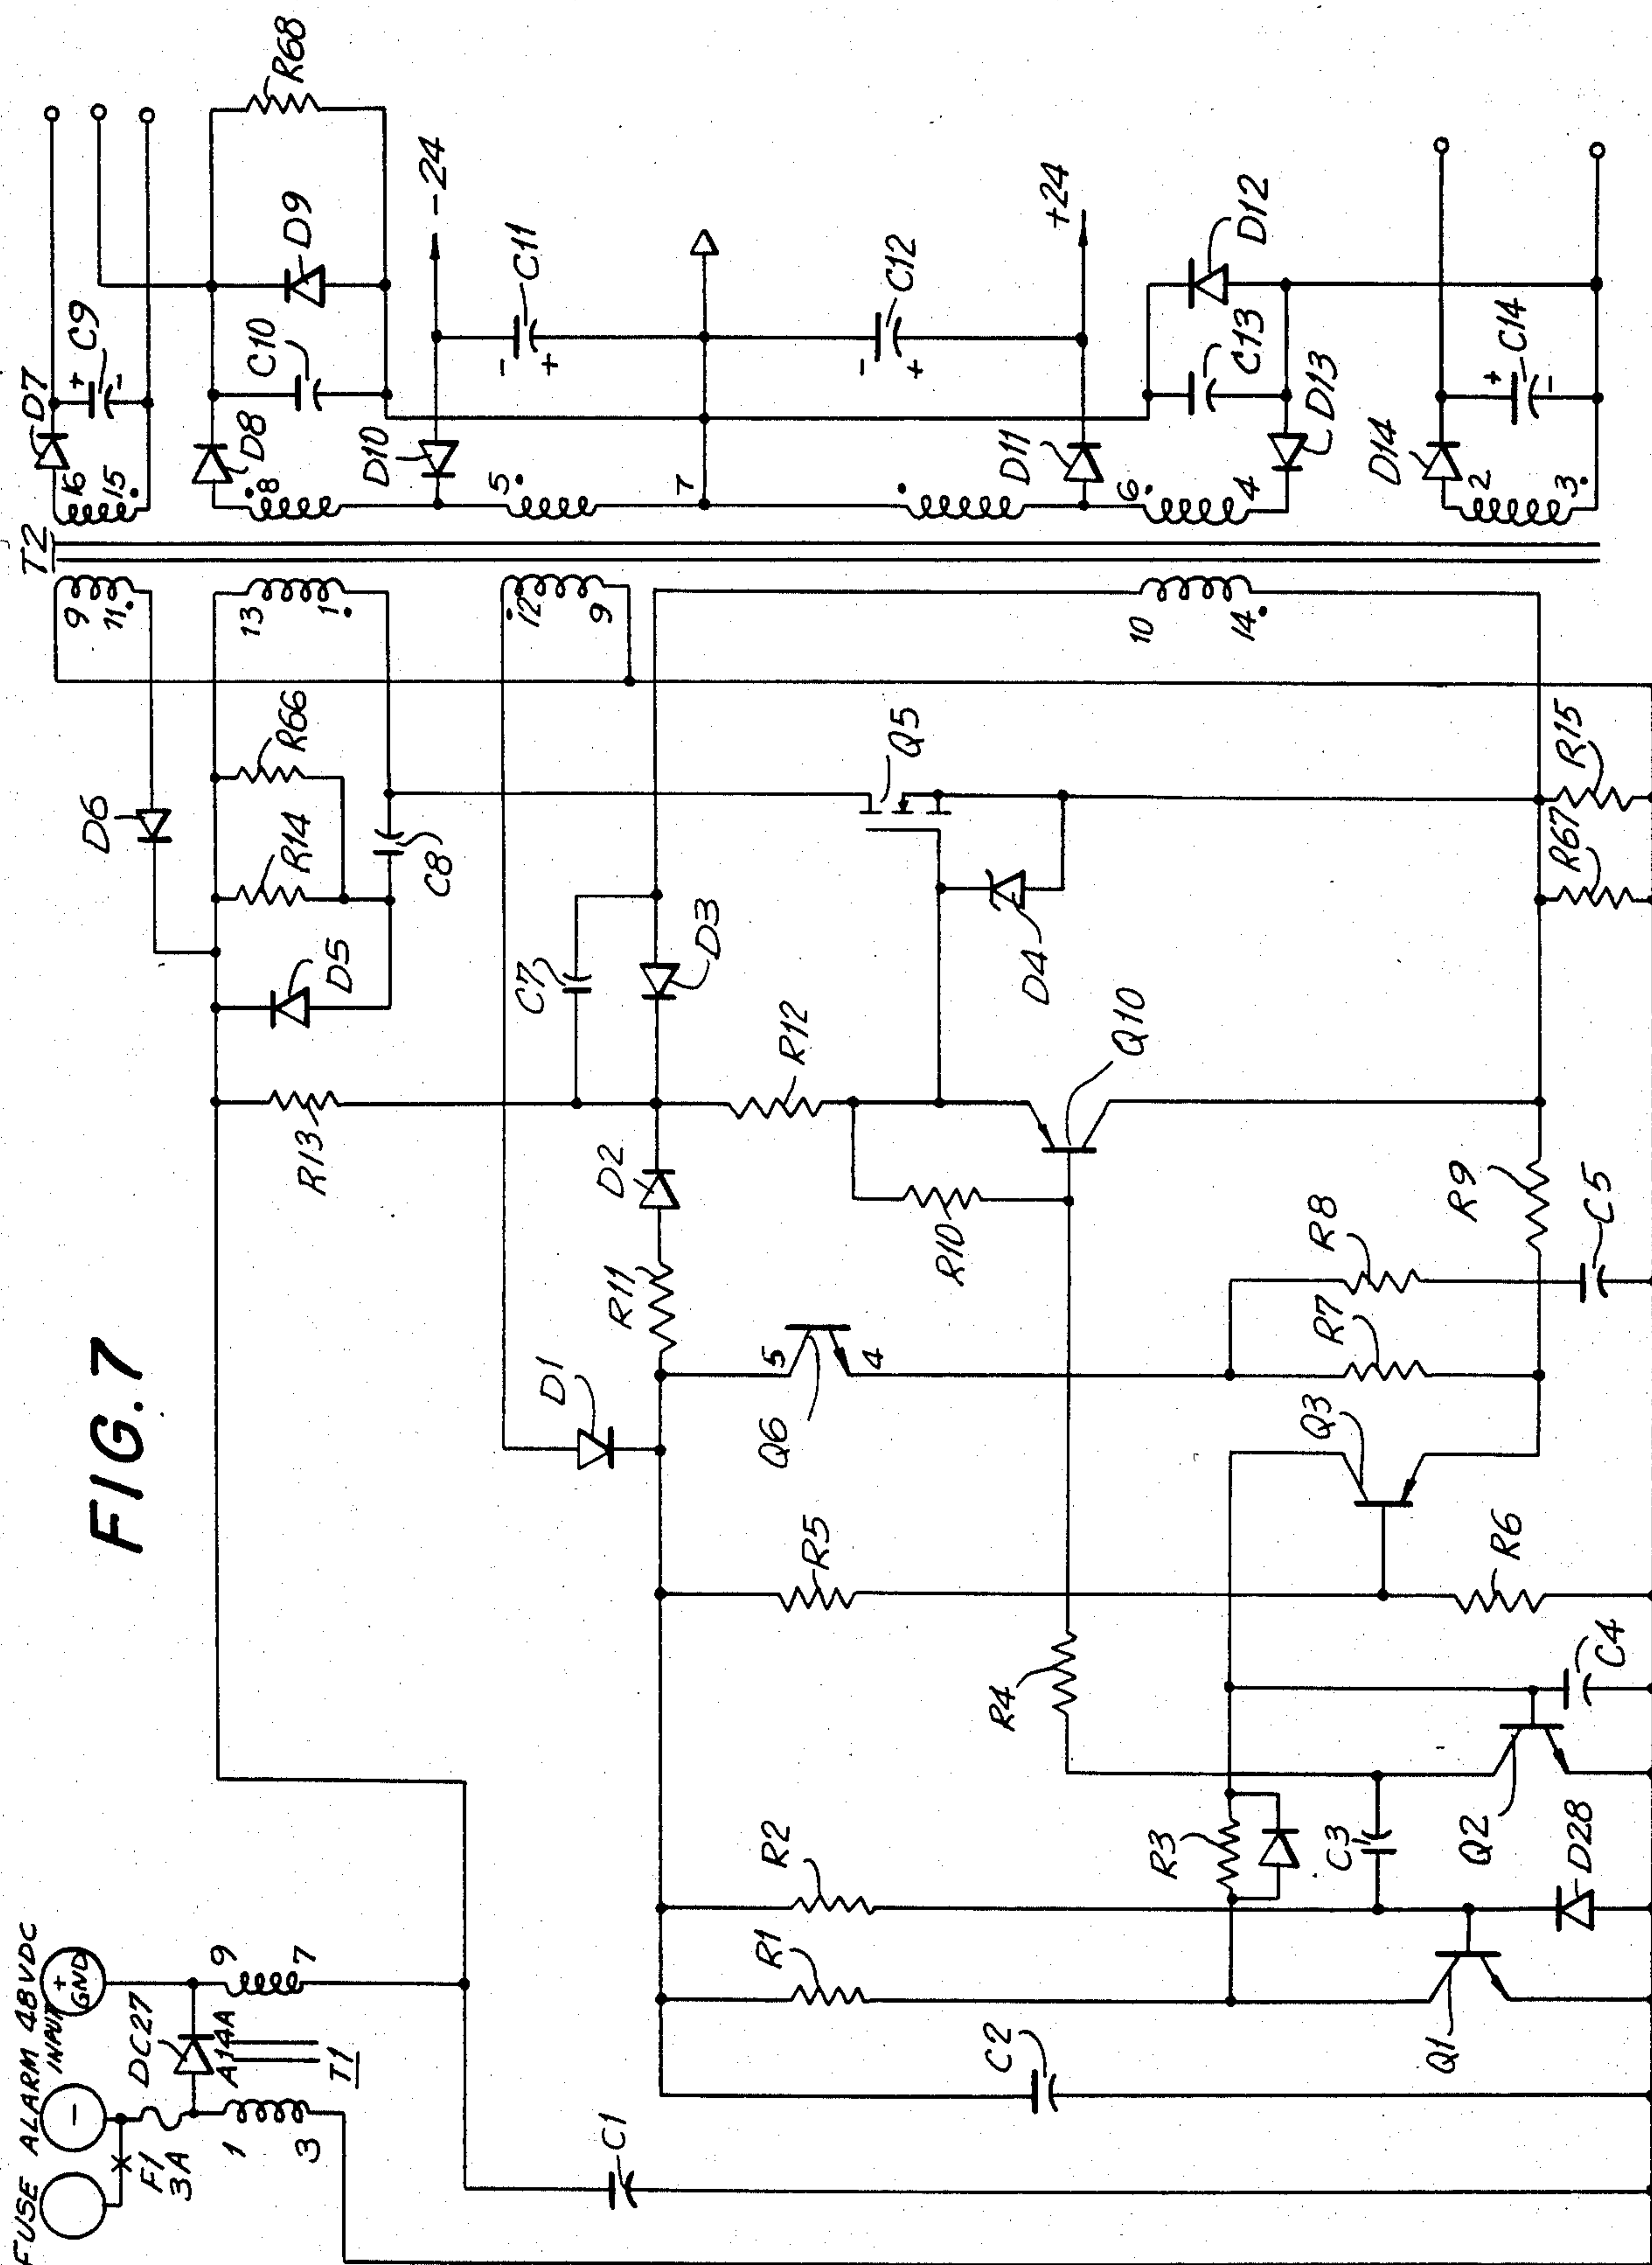 FIG. 7
FUSE ALARM 48 VDC
INPUT
-
+
GND
F1
3A
DC27
A14A
1
3
9
7
T1
C1
C2
R1
R2
R3
C3
Q1
Q2
D28
C4
R4
R5
R6
Q3
D1
Q6
5
4
R7
R8
C5
R9
R11
D2
R10
R12
Q10
R13
C7
D3
D4
Q5
D5
R14
R66
C8
D6
R67
R15
T2
9
11
13
1
12
9
10
14
16
15
8
5
7
6
4
2
3
D7
+
C9
-
D8
C10
D9
R68
D10
-24
-
C11
+
-
C12
+
D11
+24
C13
D12
D13
D14
+
C14
-